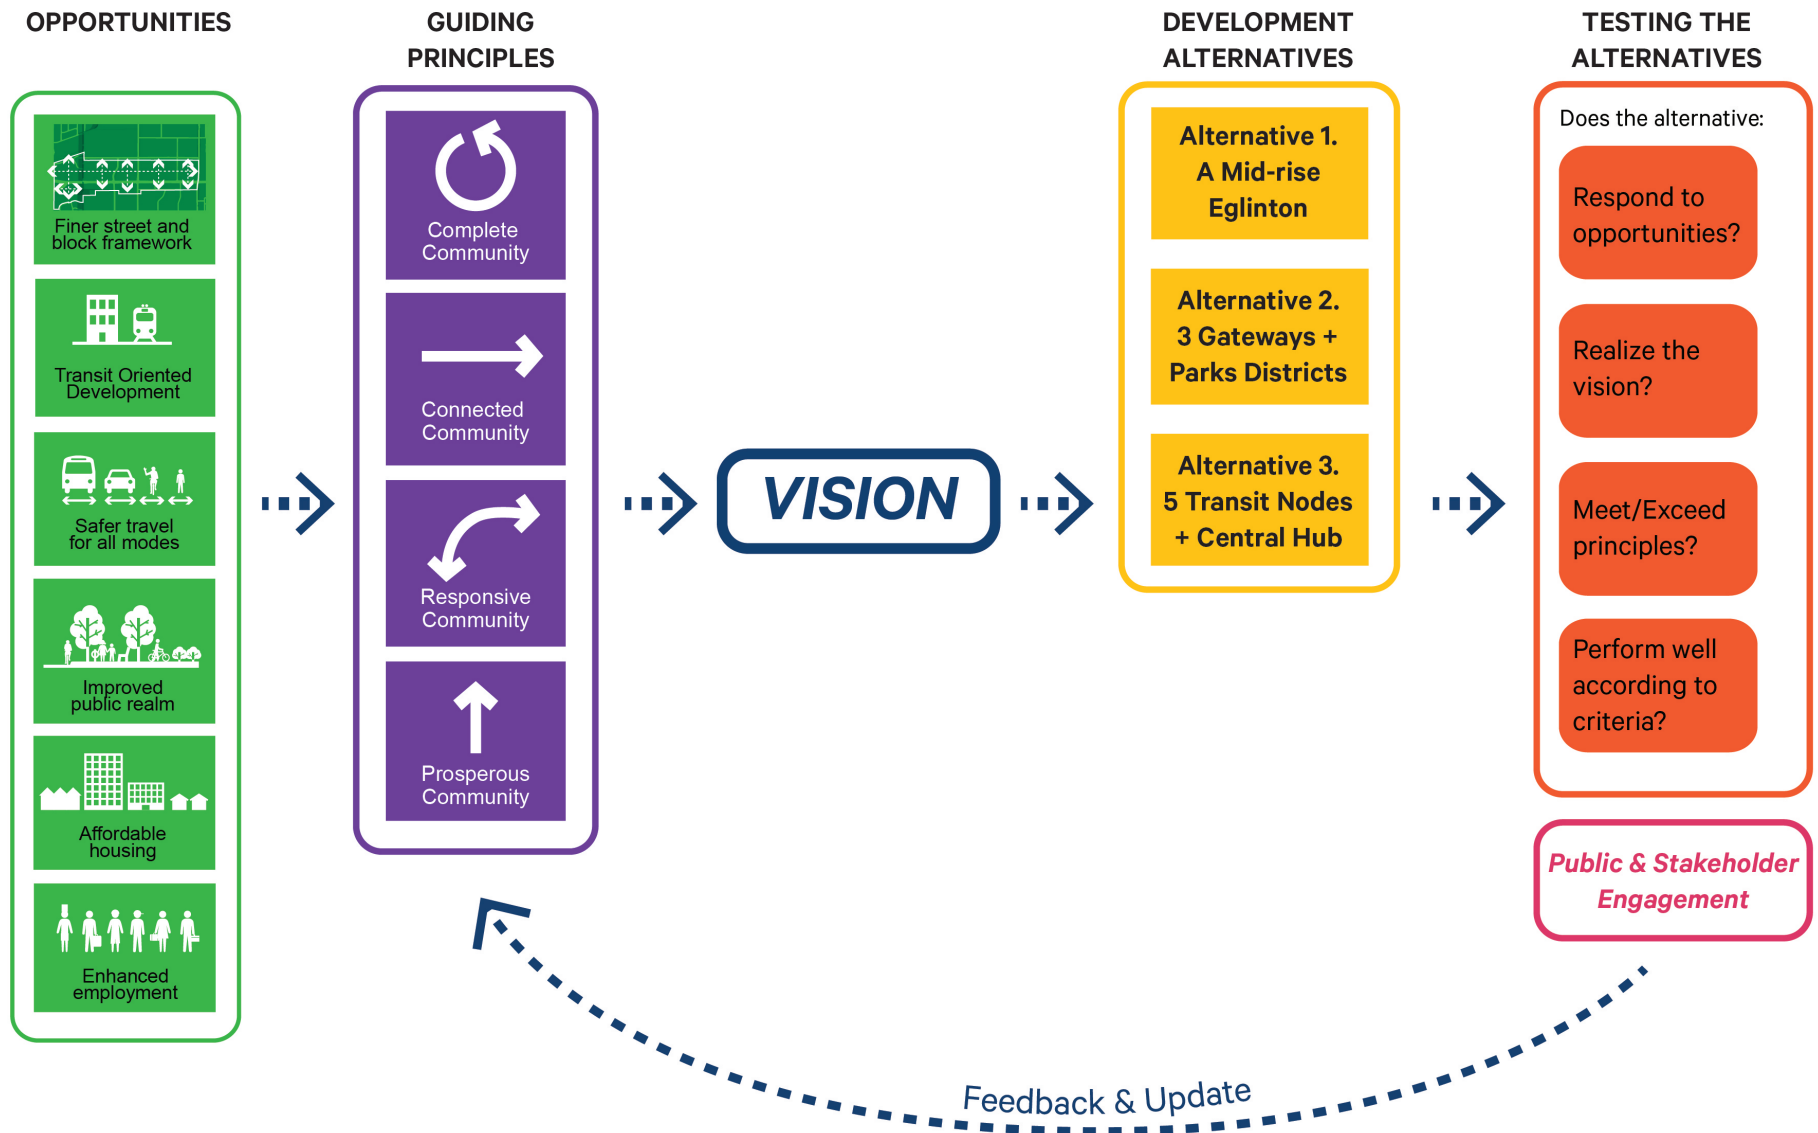 OPPORTUNITIES
Finer street and
block framework
Transit Oriented
Development
Safer travel
for all modes
Improved
public realm
Affordable
housing
Enhanced
employment
GUIDING
PRINCIPLES
Complete
Community
Connected
Community
Responsive
Community
Prosperous
Community
VISION
DEVELOPMENT
ALTERNATIVES
Alternative 1.
A Mid-rise
Eglinton
Alternative 2.
3 Gateways +
Parks Districts
Alternative 3.
5 Transit Nodes
+ Central Hub
TESTING THE
ALTERNATIVES
Does the alternative:
Respond to
opportunities?
Realize the
vision?
Meet/Exceed
principles?
Perform well
according to
criteria?
Public & Stakeholder
Engagement
Feedback & Update